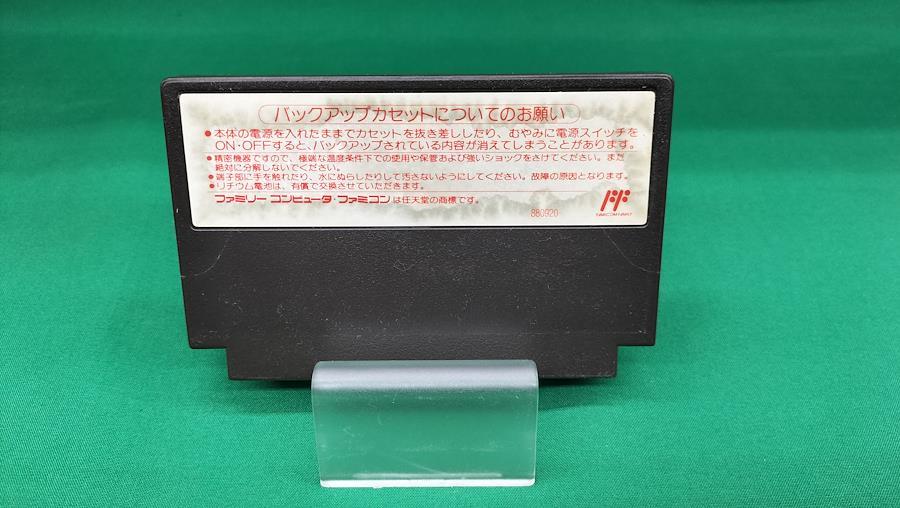 バックアップカセットについてのお願い
●本体の電源を入れたままでカセットを抜き差ししたり、むやみに電源スイッチを
ON・OFFすると、バックアップされている内容が消えてしまうことがあります。
●精密機器ですので、極端な温度条件下での使用や保管および強いショックをさけてください。また
絶対に分解しないでください。
●端子部に手を触れたり、水にぬらしたりして汚さないようにしてください。故障の原因となります。
●リチウム電池は、有償で交換させていただきます。
ファミリーコンピュータ・ファミコンは任天堂の商標です。
880920
FAMICOM FAMILY